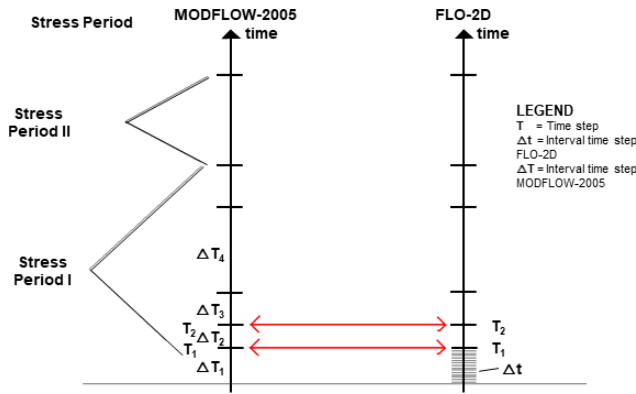 Stress Period
MODFLOW-2005
time
FLO-2D
time
Stress
Period II
LEGEND
T = Time step
Δt = Interval time step
FLO-2D
ΔT = Interval time step
MODFLOW-2005
Stress
Period I
ΔT4
ΔT3
T2
ΔT2
T1
ΔT1
T2
T1
Δt